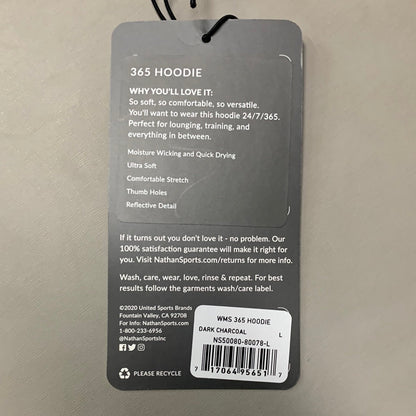 365 HOODIE
WHY YOU'LL LOVE IT:
So soft, so comfortable, so versatile.
You'll want to wear this hoodie 24/7/365.
Perfect for lounging, training, and
everything in between.
Moisture Wicking and Quick Drying
Ultra Soft
Comfortable Stretch
Thumb Holes
Reflective Detail
If it turns out you don't love it - no problem. Our
100% satisfaction guarantee will make it right for
you. Visit NathanSports.com/returns for more info.
Wash, care, wear, love, rinse & repeat. For best
results follow the garments wash/care label.
©2020 United Sports Brands
Fountain Valley, CA 92708
For Info: NathanSports.com
1-800-233-6956
@NathanSportsInc
PLEASE RECYCLE
WMS 365 HOODIE
DARK CHARCOAL L
NS50080-80078-L
7 17064 95651 7